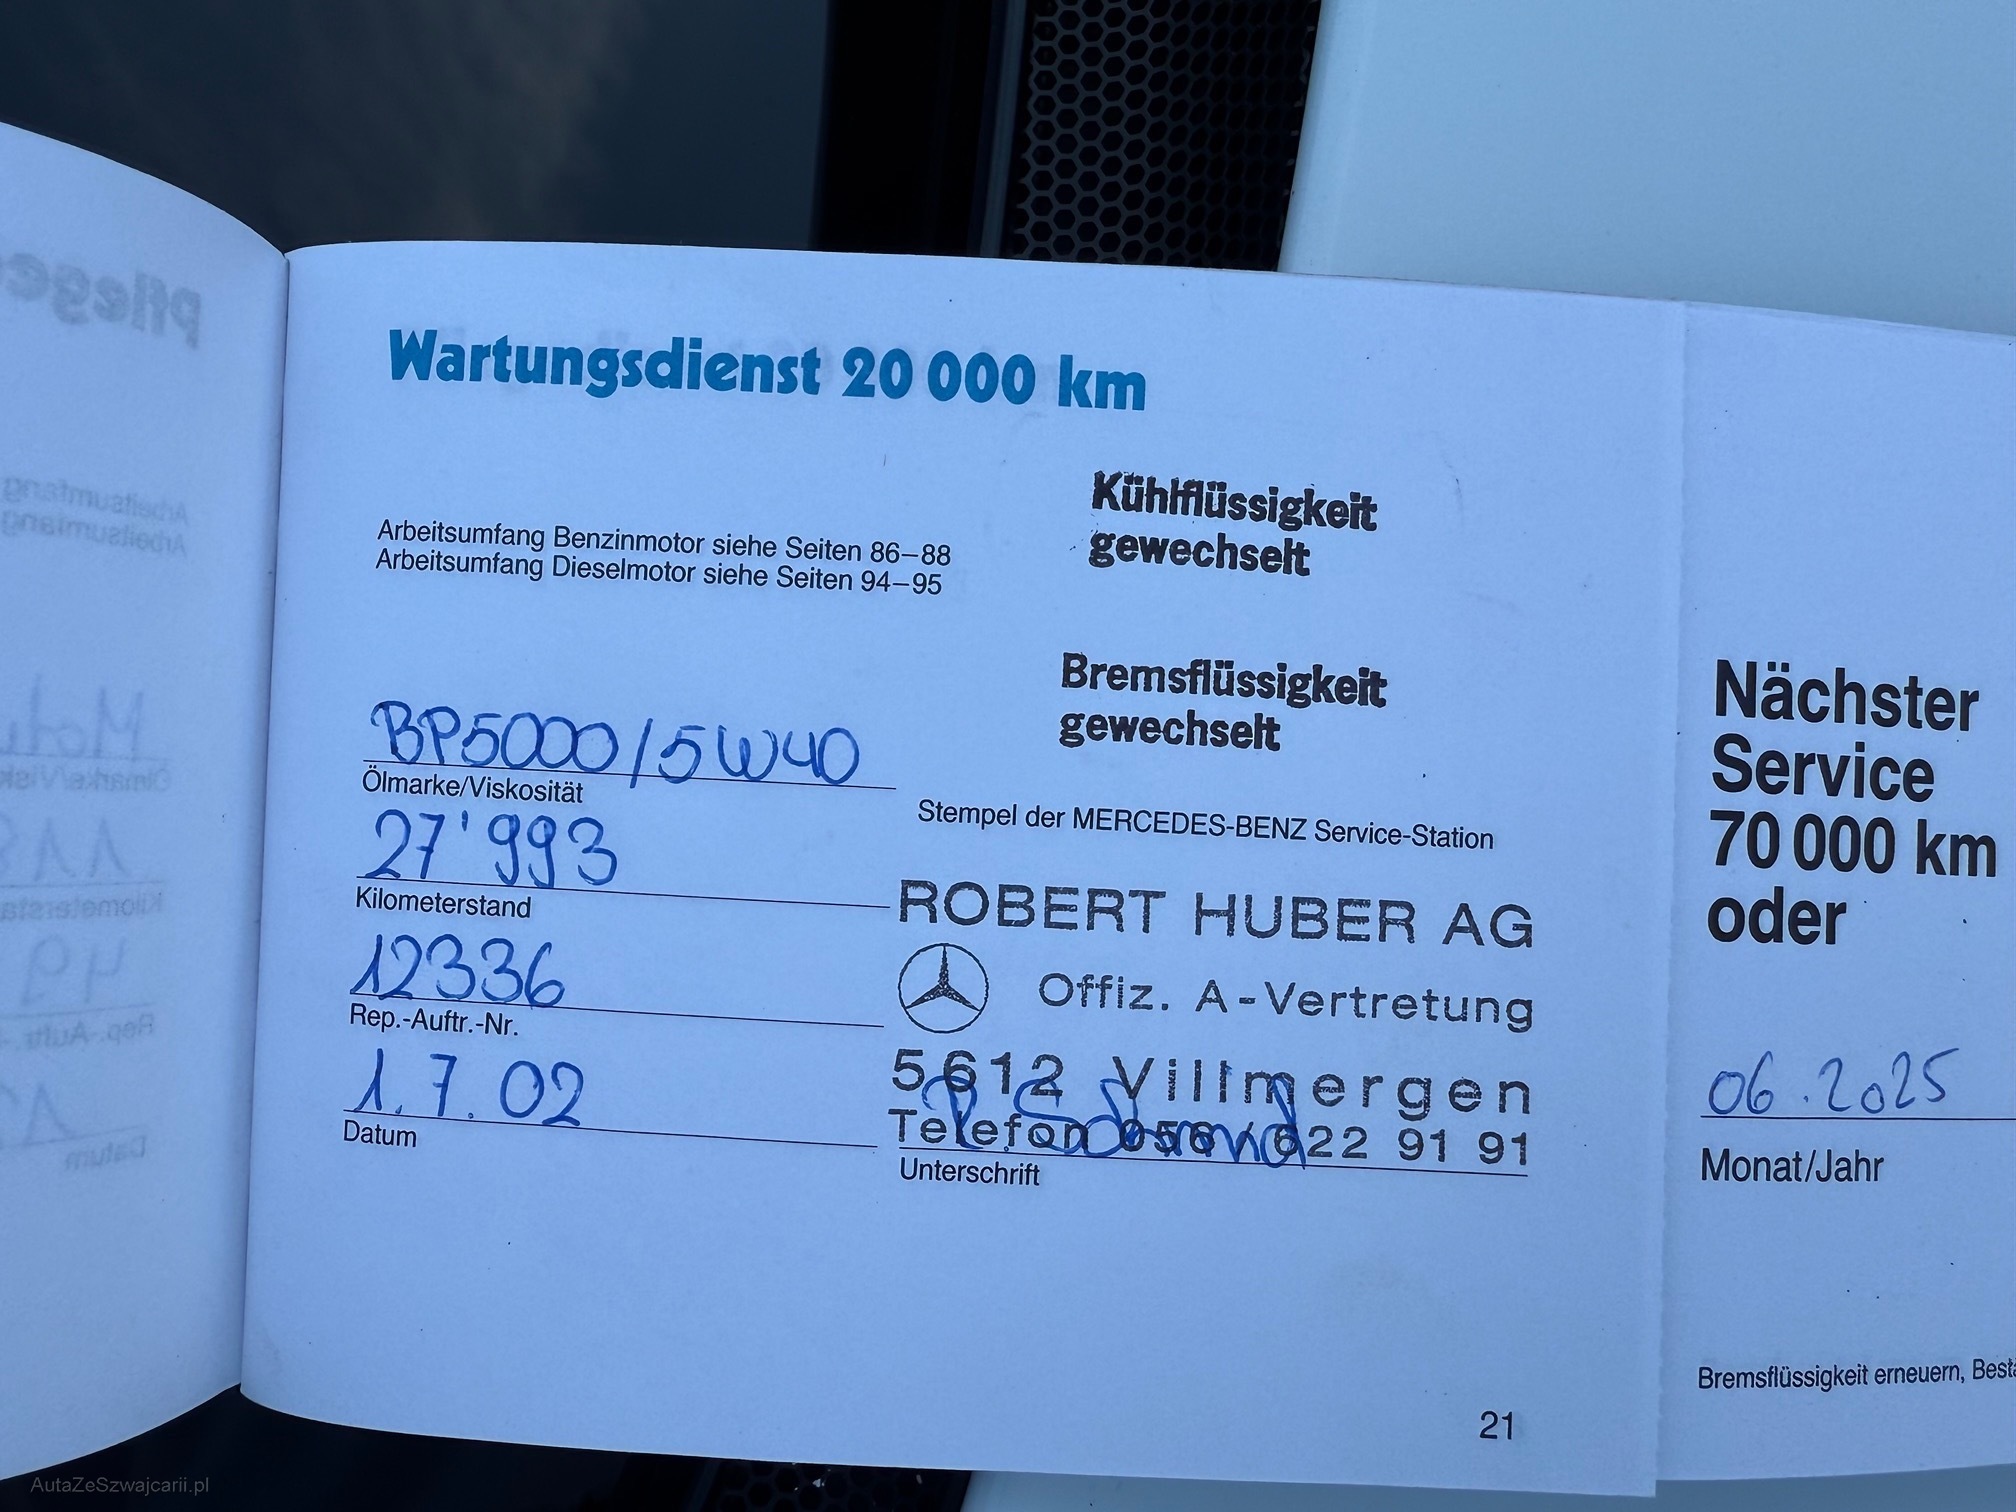 Wartungsdienst 20 000 km
Kühlflüssigkeit
gewechselt
Arbeitsumfang Benzinmotor siehe Seiten 86–88
Arbeitsumfang Dieselmotor siehe Seiten 94–95
Bremsflüssigkeit
gewechselt
BP5000/5W40
Ölmarke/Viskosität
27'993
Kilometerstand
12336
Rep.-Auftr.-Nr.
1.7.02
Datum
Stempel der MERCEDES-BENZ Service-Station
ROBERT HUBER AG
Offiz. A-Vertretung
5612 Villmergen
Telefon 056/622 91 91
Unterschrift
21
Nächster
Service
70 000 km
oder
06.2025
Monat/Jahr
Bremsflüssigkeit erneuern,
AutaZeSzwajcarii.pl